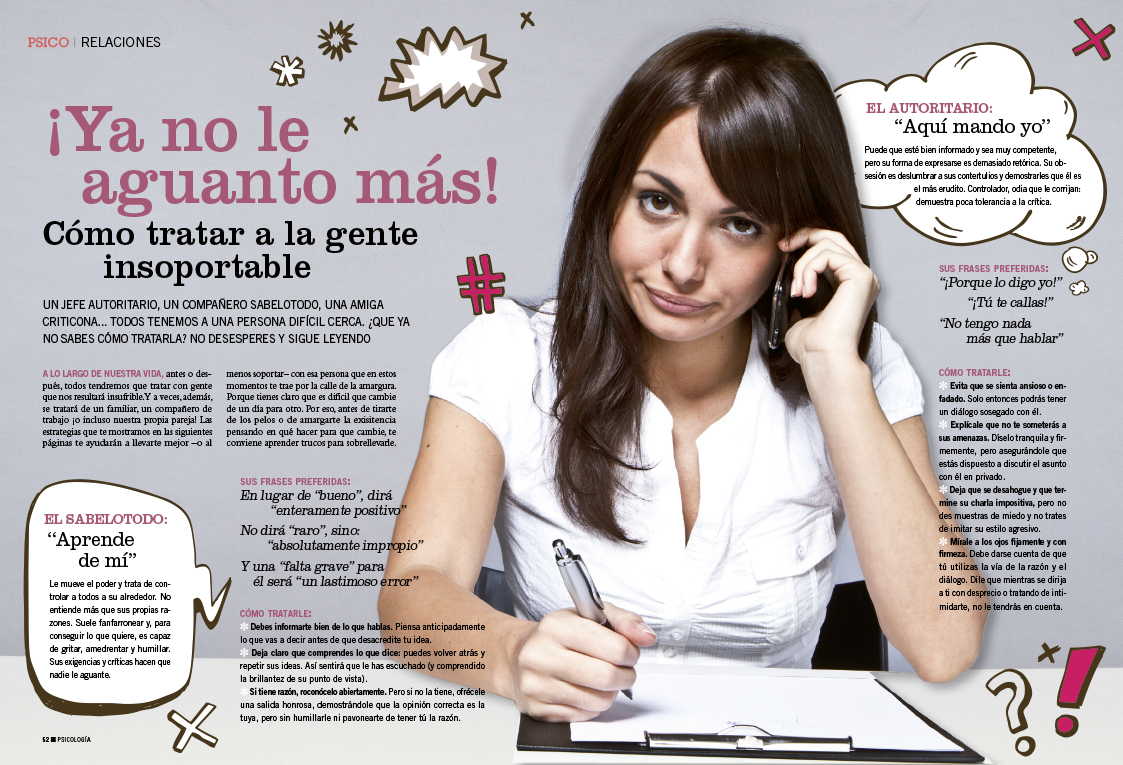 PSICO | RELACIONES
¡Ya no le
aguanto más!
Cómo tratar a la gente
insoportable
UN JEFE AUTORITARIO, UN COMPAÑERO SABELOTODO, UNA AMIGA
CRITICONA... TODOS TENEMOS A UNA PERSONA DIFÍCIL CERCA. ¿QUE YA
NO SABES CÓMO TRATARLA? NO DESESPERES Y SIGUE LEYENDO
A LO LARGO DE NUESTRA VIDA, antes o des-
pués, todos tendremos que tratar con gente
que nos resultará insufrible.Y a veces, además,
se tratará de un familiar, un compañero de
trabajo ¡o incluso nuestra propia pareja! Las
estrategias que te mostramos en las siguientes
páginas te ayudarán a llevarte mejor –o al
menos soportar– con esa persona que en estos
momentos te trae por la calle de la amargura.
Porque tienes claro que es difícil que cambie
de un día para otro. Por eso, antes de tirarte
de los pelos o de amargarte la exisitencia
pensando en qué hacer para que cambie, te
conviene aprender trucos para sobrellevarle.
EL SABELOTODO:
“Aprende
de mí”
Le mueve el poder y trata de con-
trolar a todos a su alrededor. No
entiende más que sus propias ra-
zones. Suele fanfarronear y, para
conseguir lo que quiere, es capaz
de gritar, amedrentar y humillar.
Sus exigencias y críticas hacen que
nadie le aguante.
SUS FRASES PREFERIDAS:
En lugar de “bueno”, dirá
“enteramente positivo”
No dirá “raro”, sino:
“absolutamente impropio”
Y una “falta grave” para
él será “un lastimoso error”
CÓMO TRATARLE:
* Debes informarte bien de lo que hablas. Piensa anticipadamente
lo que vas a decir antes de que desacredite tu idea.
* Deja claro que comprendes lo que dice: puedes volver atrás y
repetir sus ideas. Así sentirá que le has escuchado (y comprendido
la brillantez de su punto de vista).
* Si tiene razón, roconócelo abiertamente. Pero si no la tiene, ofrécele
una salida honrosa, demostrándole que la opinión correcta es la
tuya, pero sin humillarle ni pavonearte de tener tú la razón.
EL AUTORITARIO:
“Aquí mando yo”
Puede que esté bien informado y sea muy competente,
pero su forma de expresarse es demasiado retórica. Su ob-
sesión es deslumbrar a sus contertulios y demostrarles que él es
el más erudito. Controlador, odia que le corrijan:
demuestra poca tolerancia a la crítica.
SUS FRASES PREFERIDAS:
“¡Porque lo digo yo!”
“¡Tú te callas!”
“No tengo nada
más que hablar”
CÓMO TRATARLE:
* Evita que se sienta ansioso o en-
fadado. Solo entonces podrás tener
un diálogo sosegado con él.
* Explícale que no te someterás a
sus amenazas. Díselo tranquila y fir-
memente, pero asegurándole que
estás dispuesto a discutir el asunto
con él en privado.
* Deja que se desahogue y que ter-
mine su charla impositiva, pero no
des muestras de miedo y no trates
de imitar su estilo agresivo.
* Mírale a los ojos fijamente y con
firmeza. Debe darse cuenta de que
tú utilizas la vía de la razón y el
diálogo. Dile que mientras se dirija
a ti con desprecio o tratando de inti-
midarte, no le tendrás en cuenta.
52 ■ PSICOLOGÍA